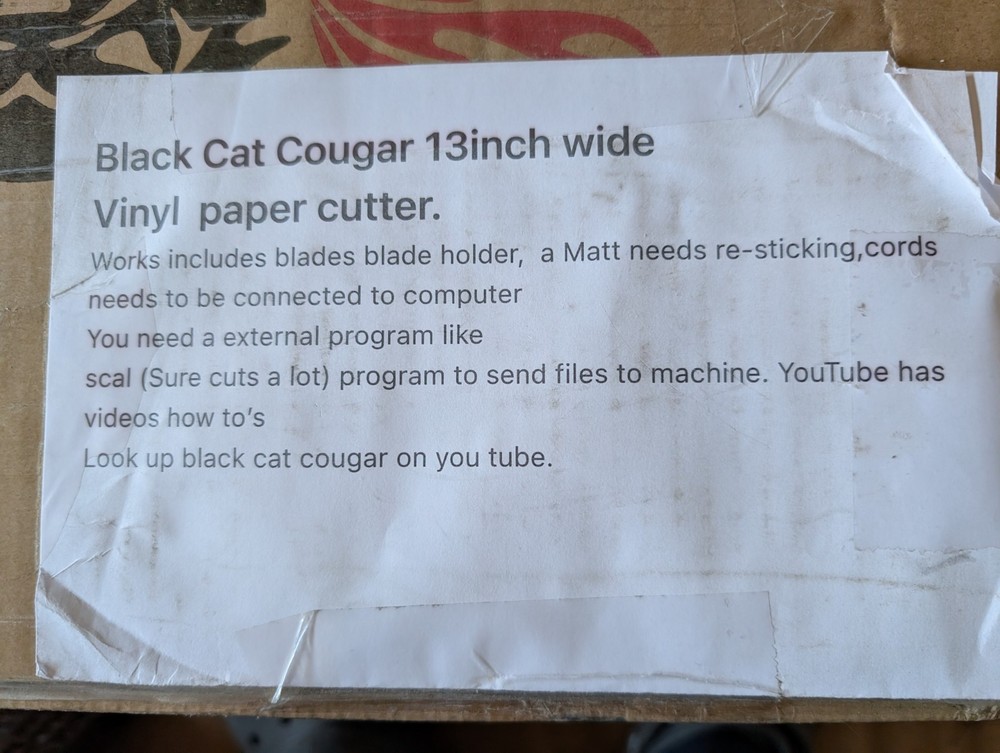 Black Cat Cougar 13inch wide
Vinyl  paper cutter.
Works includes blades blade holder,  a Matt needs re-sticking,cords
needs to be connected to computer
You need a external program like
scal (Sure cuts a lot) program to send files to machine. YouTube has
videos how to's
Look up black cat cougar on you tube.